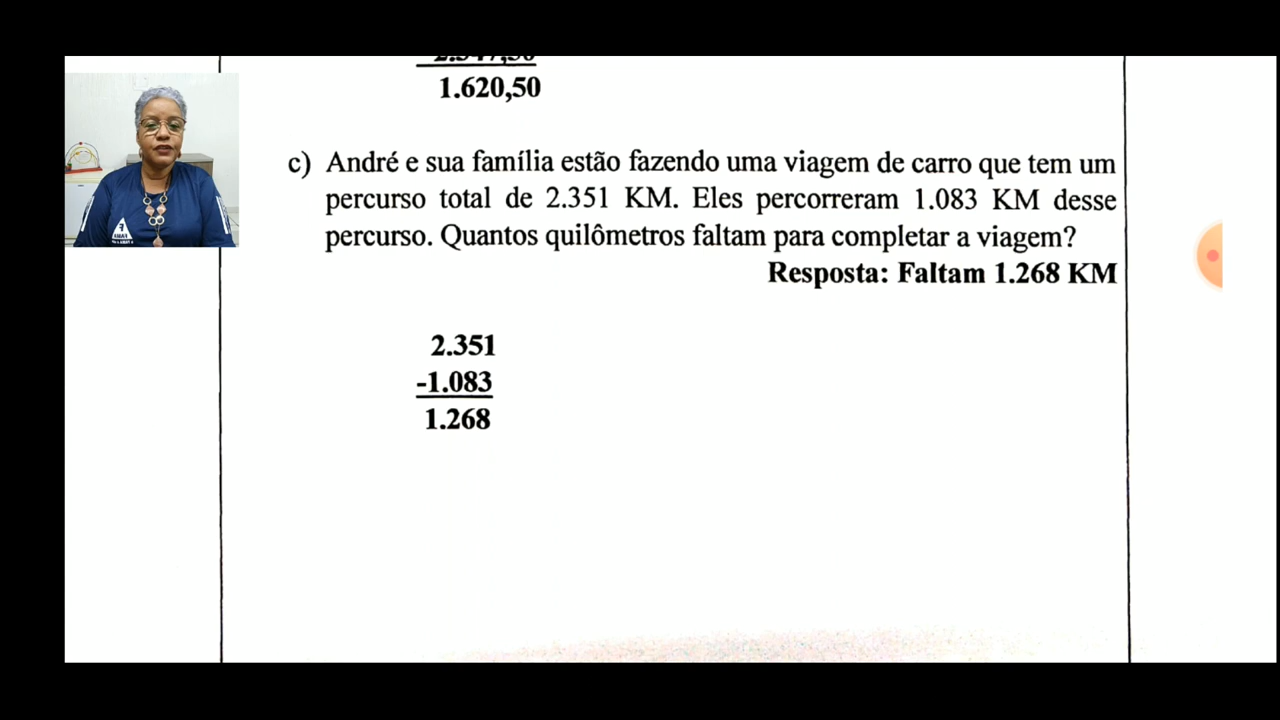 1.620,50
c) André e sua família estão fazendo uma viagem de carro que tem um
percurso total de 2.351 KM. Eles percorreram 1.083 KM desse
percurso. Quantos quilômetros faltam para completar a viagem?
Resposta: Faltam 1.268 KM
2.351
-1.083
1.268